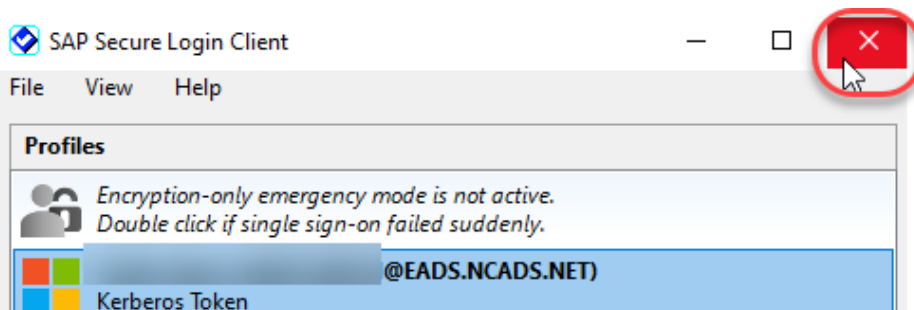 SAP Secure Login Client
File View Help
Profiles
Encryption-only emergency mode is not active.
Double click if single sign-on failed suddenly.
@EADS.NCADS.NET)
Kerberos Token